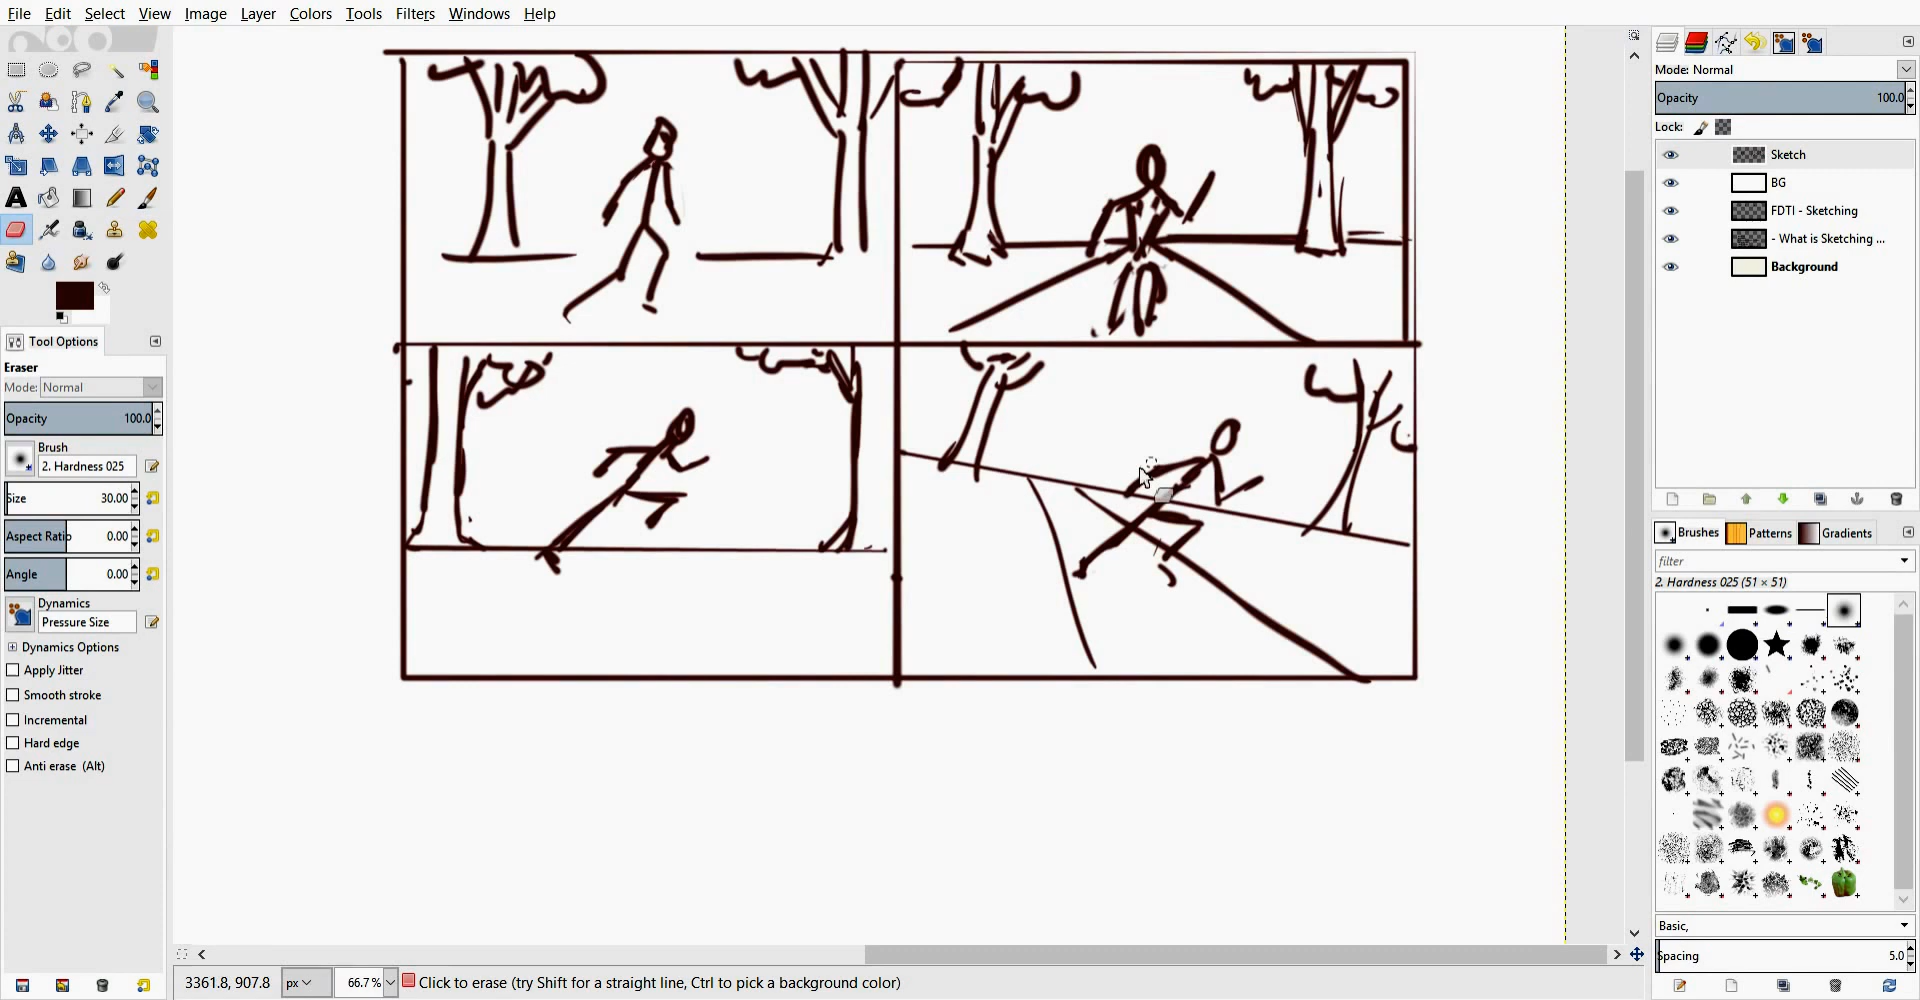 File Edit Select View Image Layer Colors Tools Filters Windows Help
Mode: Normal
Opacity 100.0
Lock:
Sketch
BG
FDTI - Sketching
- What is Sketching ...
Background
Tool Options
Eraser
Mode: Normal
Opacity 100.0
Brush
2. Hardness 025
Size 30.00
Aspect Ratio 0.00
Angle 0.00
Dynamics
Pressure Size
Dynamics Options
Apply Jitter
Smooth stroke
Incremental
Hard edge
Anti erase (Alt)
Brushes Patterns Gradients
filter
2. Hardness 025 (51 × 51)
Basic,
Spacing 5.0
3361.8, 907.8 px 66.7 % Click to erase (try Shift for a straight line, Ctrl to pick a background color)